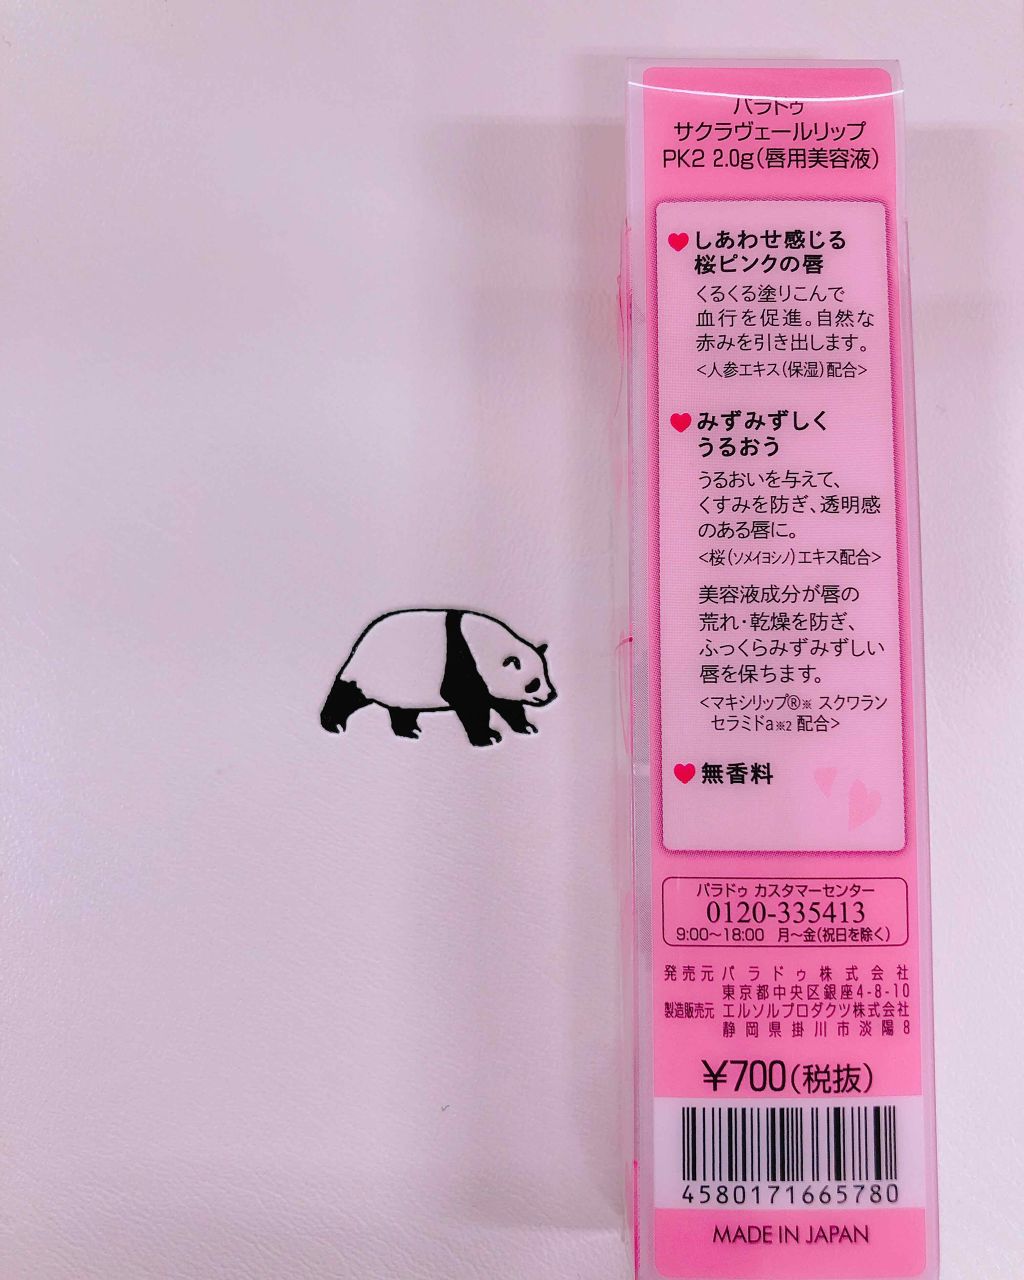 パラドゥ
サクラヴェールリップ
PK2 2.0g(唇用美容液)
しあわせ感じる
桜ピンクの唇
くるくる塗りこんで
血行を促進。自然な
赤みを引き出します。
<人参エキス(保湿)配合>
みずみずしく
うるおう
うるおいを与えて、
くすみを防ぎ、透明感
のある唇に。
<桜(ソメイヨシノ)エキス配合>
美容液成分が唇の
荒れ・乾燥を防ぎ、
ふっくらみずみずしい
唇を保ちます。
<マキシリップ®※ スクワラン
セラミドa※2 配合>
無香料
パラドゥ カスタマーセンター
0120-335413
9:00～18:00 月～金(祝日を除く)
発売元 パラドゥ株式会社
東京都中央区銀座4-8-10
製造販売元 エルソルプロダクツ株式会社
静岡県掛川市淡陽8
¥700(税抜)
4580171665780
MADE IN JAPAN